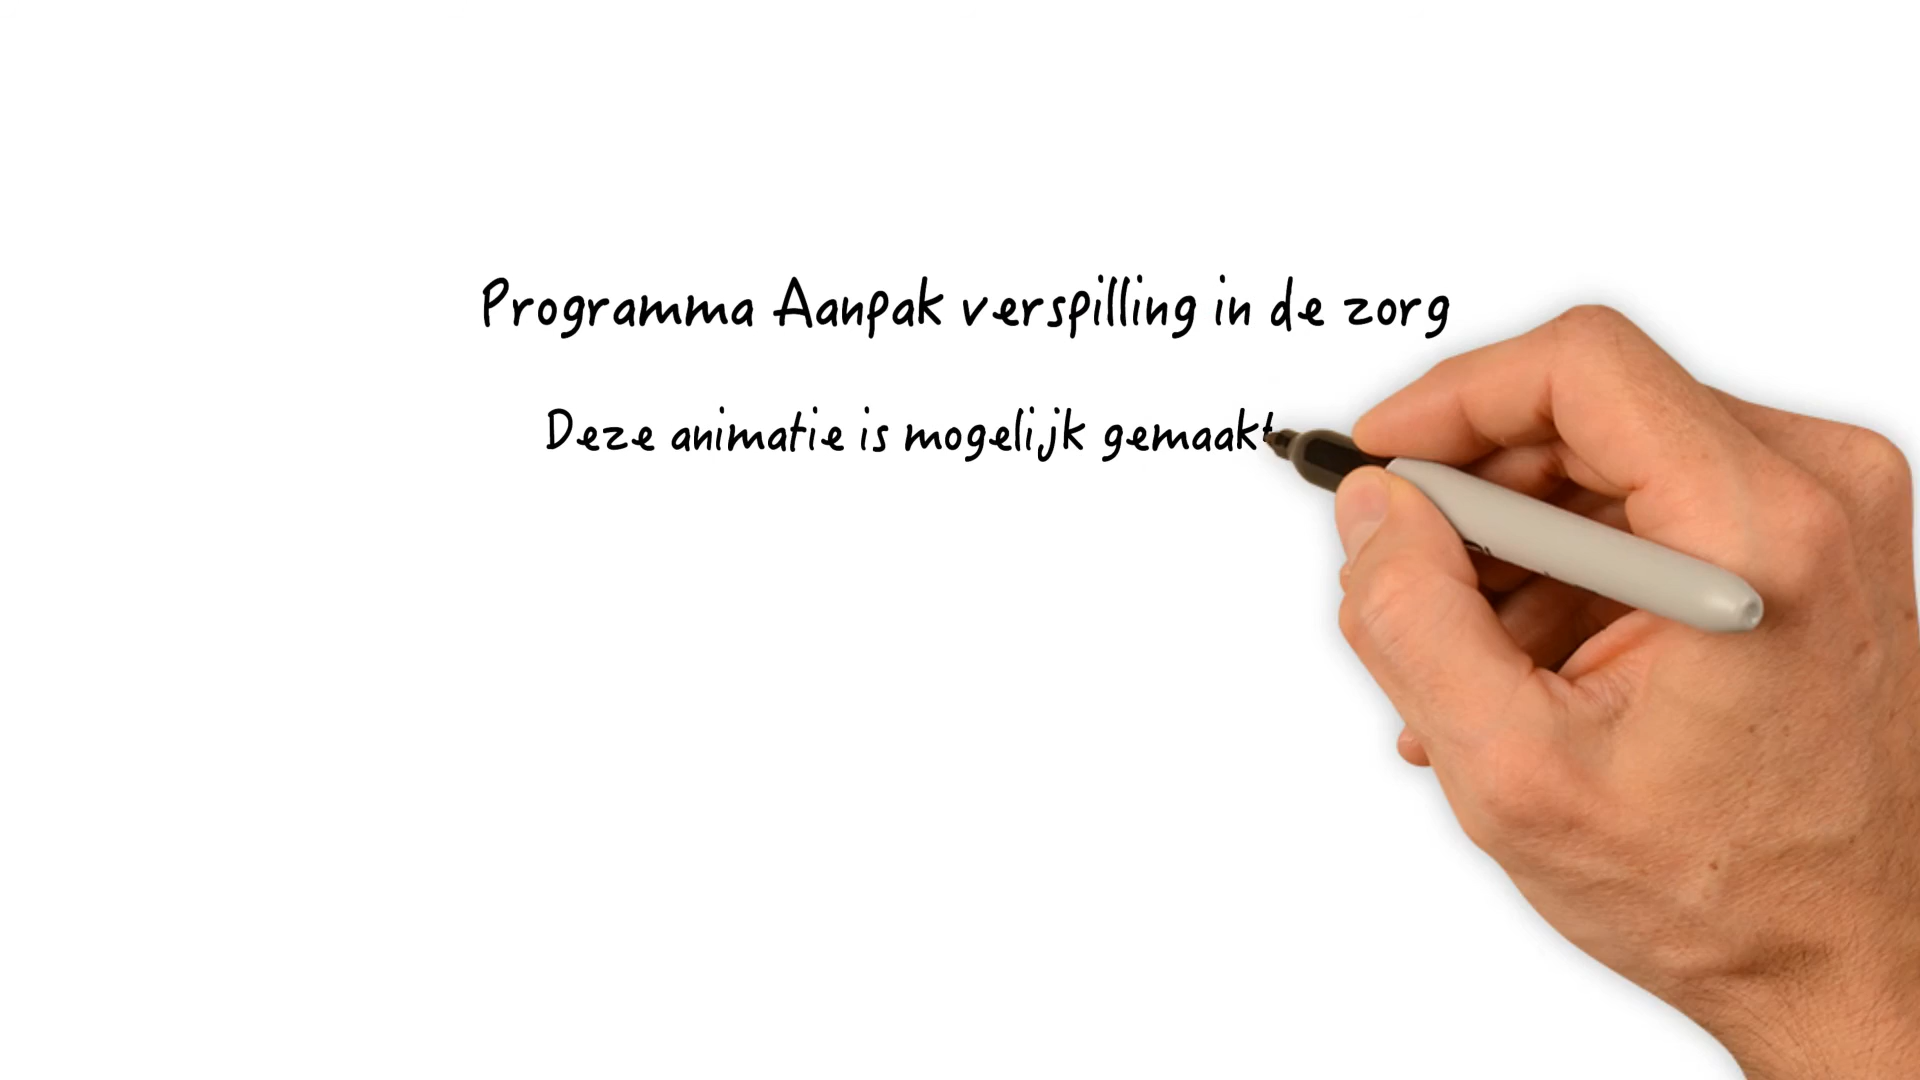 Programma Aanpak verspilling in de zorg
Deze animatie is mogelijk gemaakt